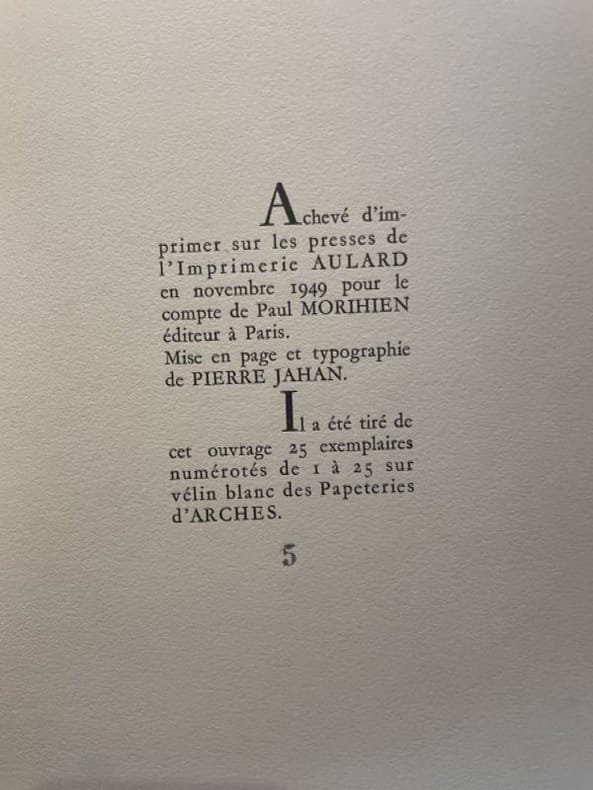 Achevé d'im-
primer sur les presses de
l'Imprimerie AULARD
en novembre 1949 pour le
compte de Paul MORIHIEN
éditeur à Paris.
Mise en page et typographie
de PIERRE JAHAN.
Il a été tiré de
cet ouvrage 25 exemplaires
numérotés de 1 à 25 sur
vélin blanc des Papeteries
d'ARCHES.
5